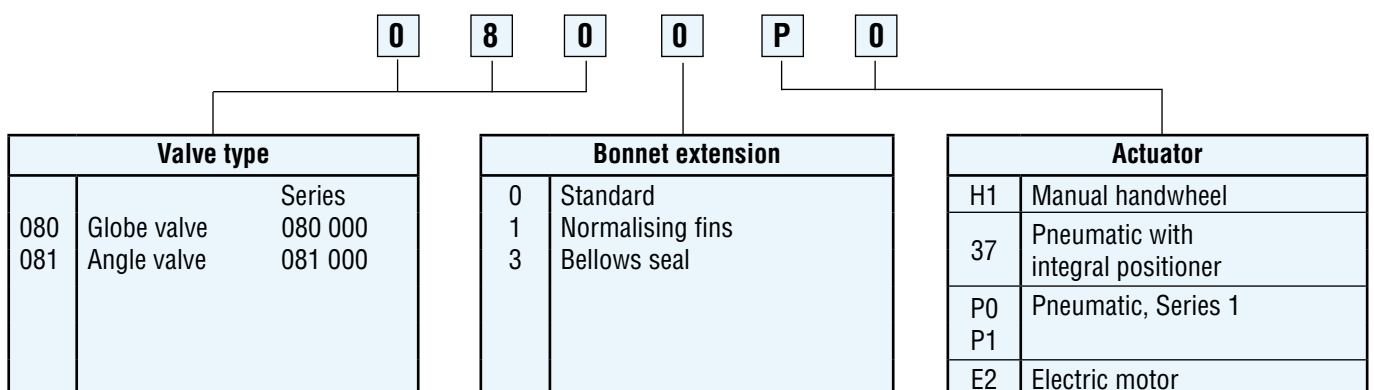 0 8 0 0 P 0
Valve type
Series
080 Globe valve 080 000
081 Angle valve 081 000
Bonnet extension
0 Standard
1 Normalising fins
3 Bellows seal
Actuator
H1 Manual handwheel
37 Pneumatic with
integral positioner
P0 Pneumatic, Series 1
P1
E2 Electric motor